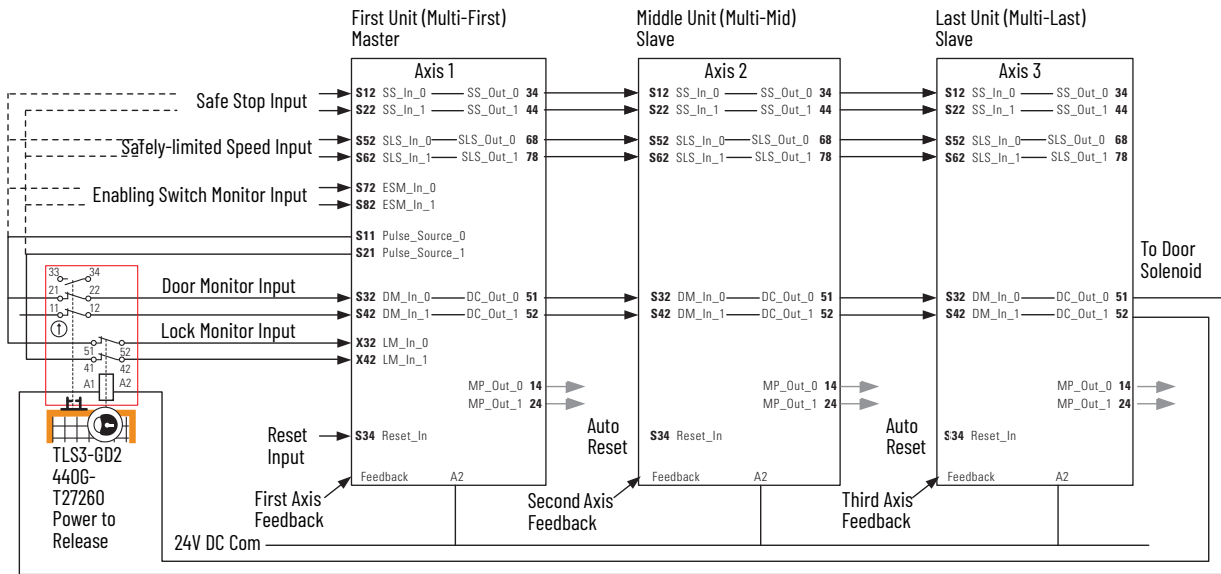 First Unit (Multi-First)
Master
Middle Unit (Multi-Mid)
Slave
Last Unit (Multi-Last)
Slave
Axis 1
Axis 2
Axis 3
Safe Stop Input
S12 SS_In_0 SS_Out_0 34
S22 SS_In_1 SS_Out_1 44
S12 SS_In_0 SS_Out_0 34
S22 SS_In_1 SS_Out_1 44
S12 SS_In_0 SS_Out_0 34
S22 SS_In_1 SS_Out_1 44
Safely-limited Speed Input
S52 SLS_In_0 SLS_Out_0 68
S62 SLS_In_1 SLS_Out_1 78
S52 SLS_In_0 SLS_Out_0 68
S62 SLS_In_1 SLS_Out_1 78
S52 SLS_In_0 SLS_Out_0 68
S62 SLS_In_1 SLS_Out_1 78
Enabling Switch Monitor Input
S72 ESM_In_0
S82 ESM_In_1
S11 Pulse_Source_0
S21 Pulse_Source_1
To Door
Solenoid
33 34
21 22
11 12
51 52
41 42
A1 A2
Door Monitor Input
S32 DM_In_0 DC_Out_0 51
S42 DM_In_1 DC_Out_1 52
S32 DM_In_0 DC_Out_0 51
S42 DM_In_1 DC_Out_1 52
S32 DM_In_0 DC_Out_0 51
S42 DM_In_1 DC_Out_1 52
Lock Monitor Input
X32 LM_In_0
X42 LM_In_1
MP_Out_0 14
MP_Out_1 24
MP_Out_0 14
MP_Out_1 24
MP_Out_0 14
MP_Out_1 24
Reset
Input
S34 Reset_In
Auto
Reset
S34 Reset_In
Auto
Reset
S34 Reset_In
TLS3-GD2
440G-
T27260
Power to
Release
Feedback A2
Feedback A2
Feedback A2
First Axis
Feedback
Second Axis
Feedback
Third Axis
Feedback
24V DC Com